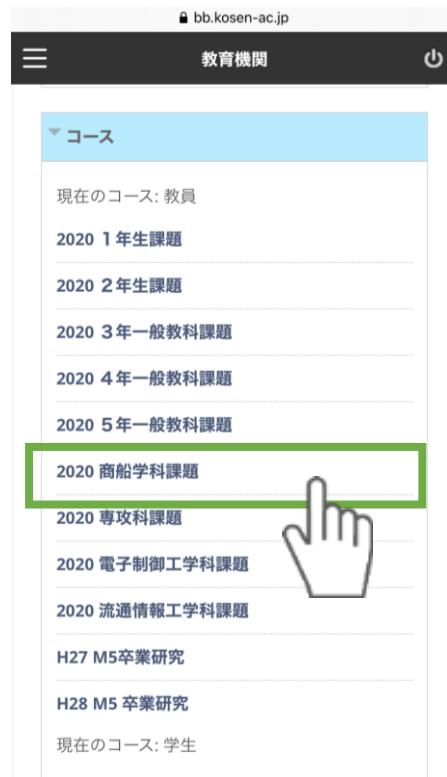 bb.kosen-ac.jp
教育機関
コース
現在のコース: 教員
2020 １年生課題
2020 ２年生課題
2020 ３年一般教科課題
2020 ４年一般教科課題
2020 ５年一般教科課題
2020 商船学科課題
2020 専攻科課題
2020 電子制御工学科課題
2020 流通情報工学科課題
H27 M5卒業研究
H28 M5 卒業研究
現在のコース: 学生